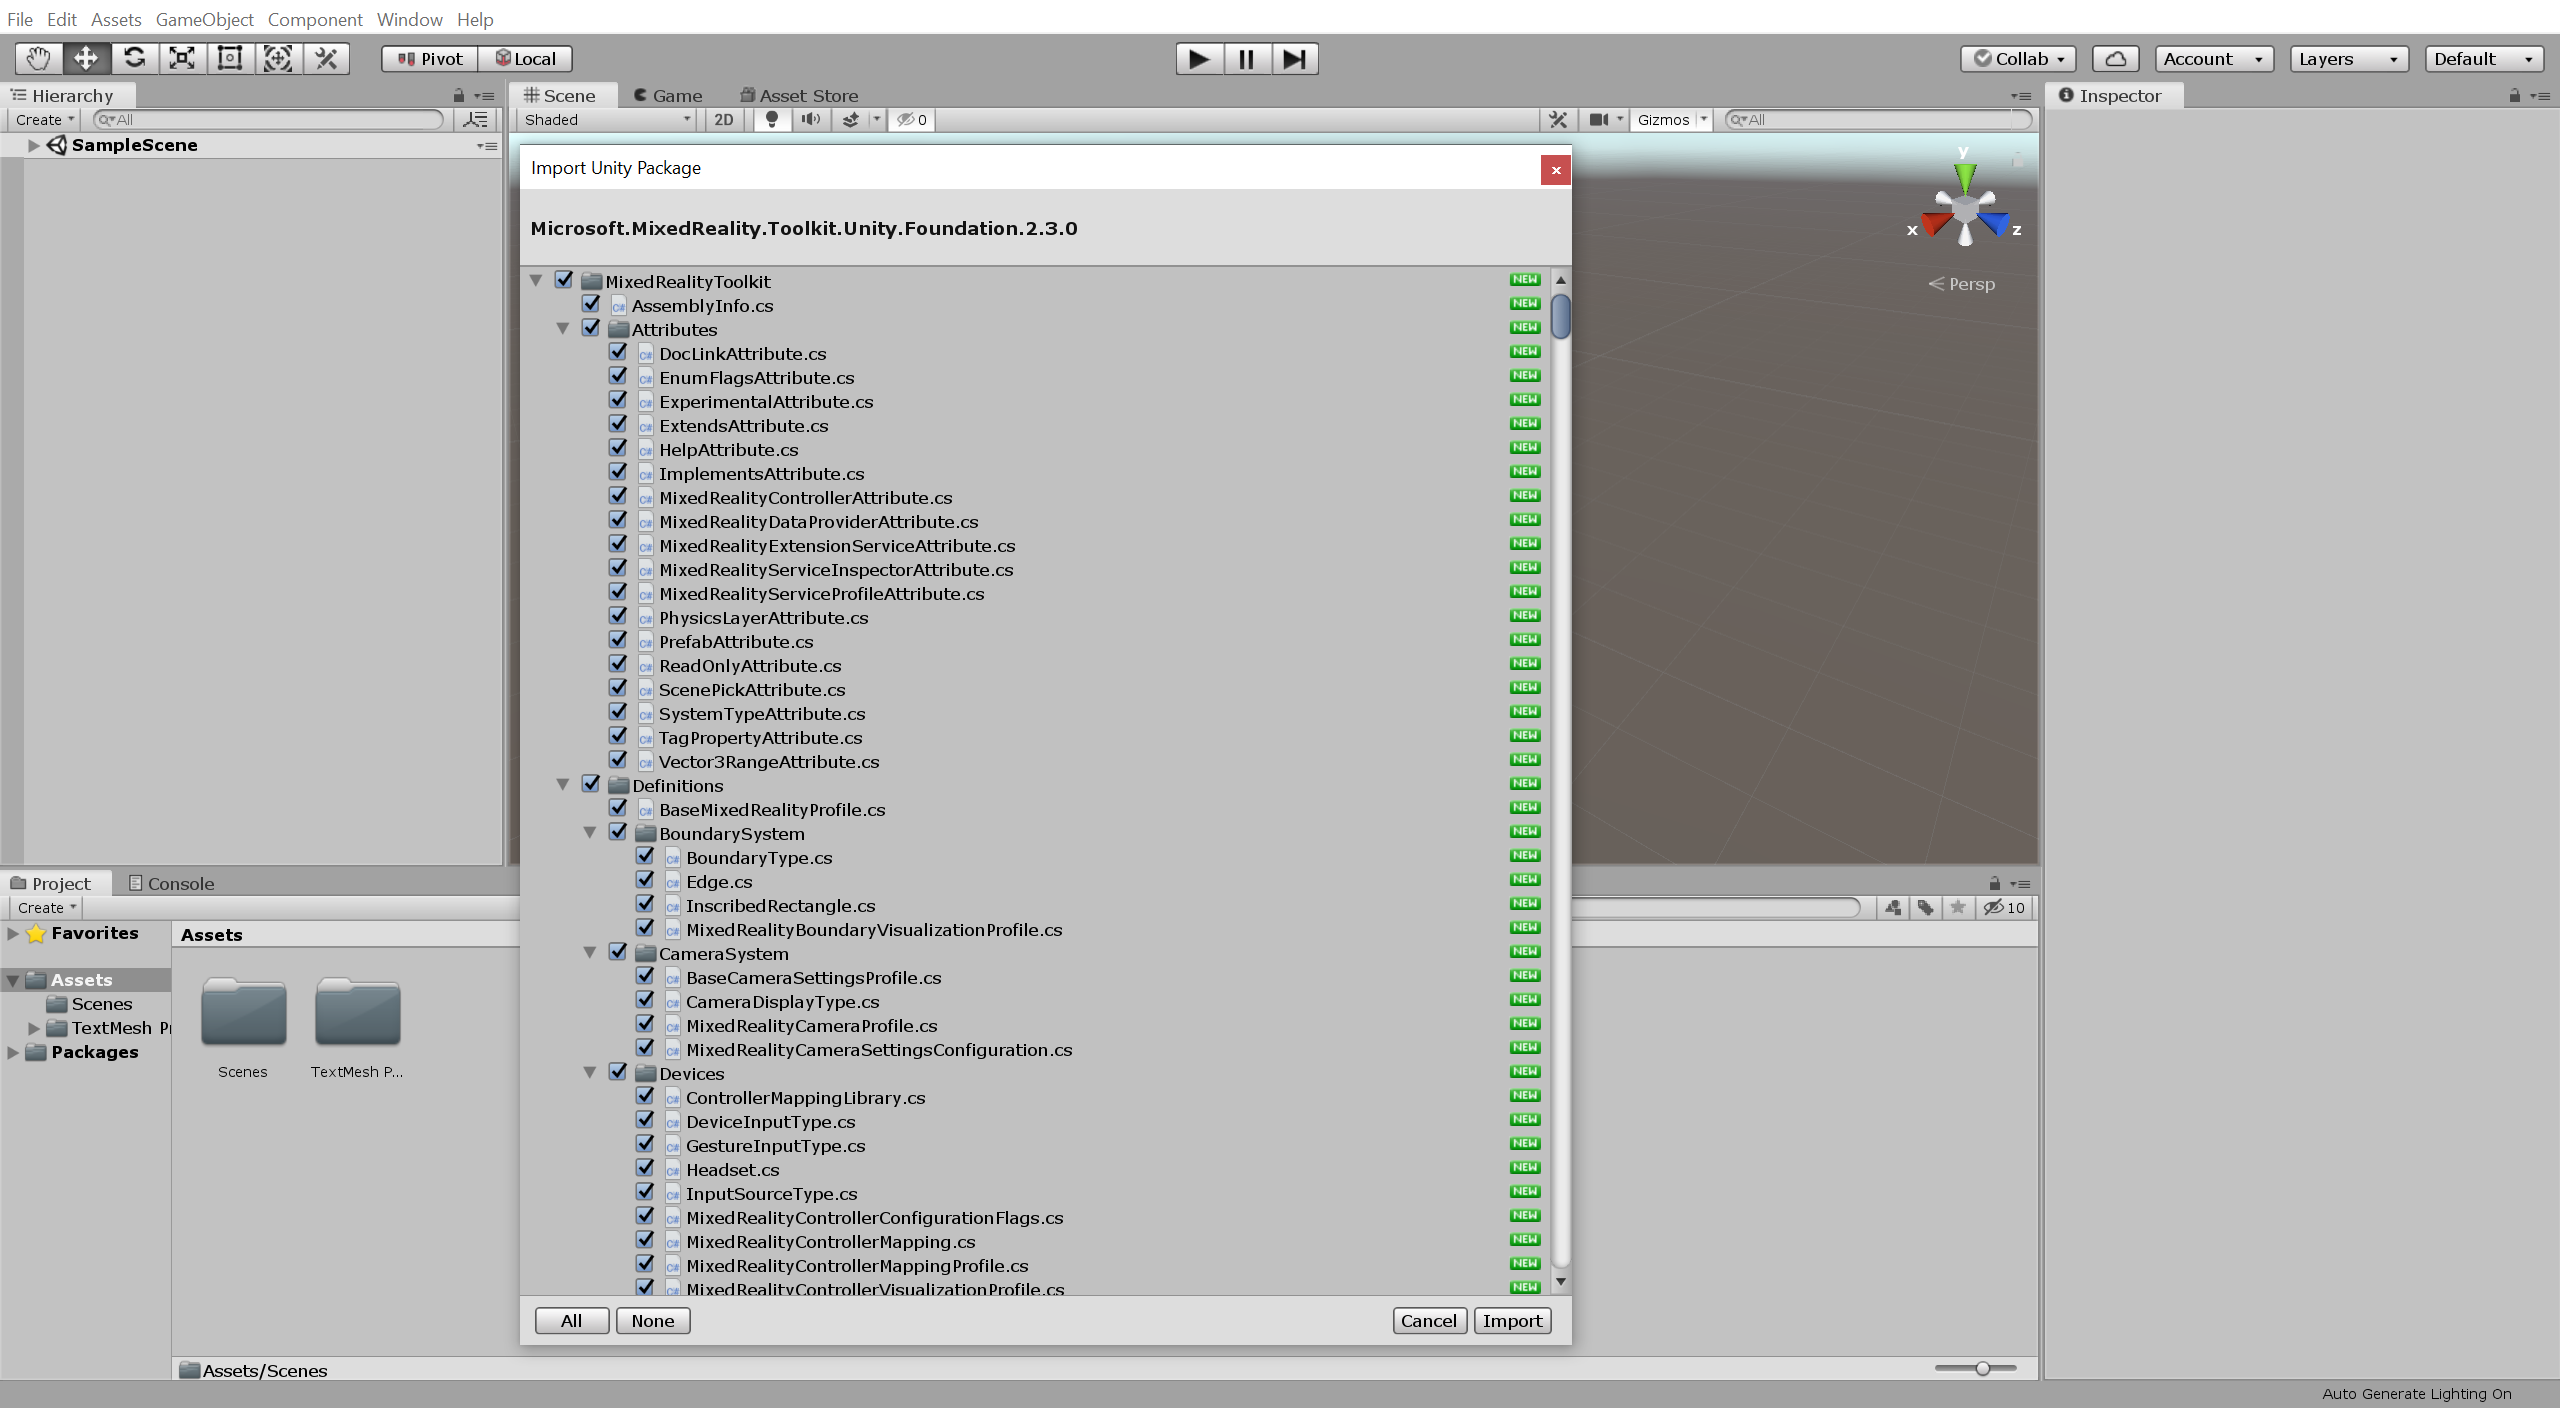 File Edit Assets GameObject Component Window Help
Pivot Local Collab Account Layers Default
Hierarchy Scene Game Asset Store Inspector
Create All Shaded 2D 0 Gizmos All
SampleScene
y
x z
Persp
Import Unity Package
x
Microsoft.MixedReality.Toolkit.Unity.Foundation.2.3.0
MixedRealityToolkit NEW
C# AssemblyInfo.cs NEW
Attributes NEW
C# DocLinkAttribute.cs NEW
C# EnumFlagsAttribute.cs NEW
C# ExperimentalAttribute.cs NEW
C# ExtendsAttribute.cs NEW
C# HelpAttribute.cs NEW
C# ImplementsAttribute.cs NEW
C# MixedRealityControllerAttribute.cs NEW
C# MixedRealityDataProviderAttribute.cs NEW
C# MixedRealityExtensionServiceAttribute.cs NEW
C# MixedRealityServiceInspectorAttribute.cs NEW
C# MixedRealityServiceProfileAttribute.cs NEW
C# PhysicsLayerAttribute.cs NEW
C# PrefabAttribute.cs NEW
C# ReadOnlyAttribute.cs NEW
C# ScenePickAttribute.cs NEW
C# SystemTypeAttribute.cs NEW
C# TagPropertyAttribute.cs NEW
C# Vector3RangeAttribute.cs NEW
Definitions NEW
C# BaseMixedRealityProfile.cs NEW
BoundarySystem NEW
C# BoundaryType.cs NEW
C# Edge.cs NEW
C# InscribedRectangle.cs NEW
C# MixedRealityBoundaryVisualizationProfile.cs NEW
CameraSystem NEW
C# BaseCameraSettingsProfile.cs NEW
C# CameraDisplayType.cs NEW
C# MixedRealityCameraProfile.cs NEW
C# MixedRealityCameraSettingsConfiguration.cs NEW
Devices NEW
C# ControllerMappingLibrary.cs NEW
C# DeviceInputType.cs NEW
C# GestureInputType.cs NEW
C# Headset.cs NEW
C# InputSourceType.cs NEW
C# MixedRealityControllerConfigurationFlags.cs NEW
C# MixedRealityControllerMapping.cs NEW
C# MixedRealityControllerMappingProfile.cs NEW
C# MixedRealityControllerVisualizationProfile.cs NEW
All None Cancel Import
Project Console
Create 10
Favorites
Assets
Scenes
TextMesh Pr
Packages
Assets
Scenes TextMesh P...
Assets/Scenes
Auto Generate Lighting On